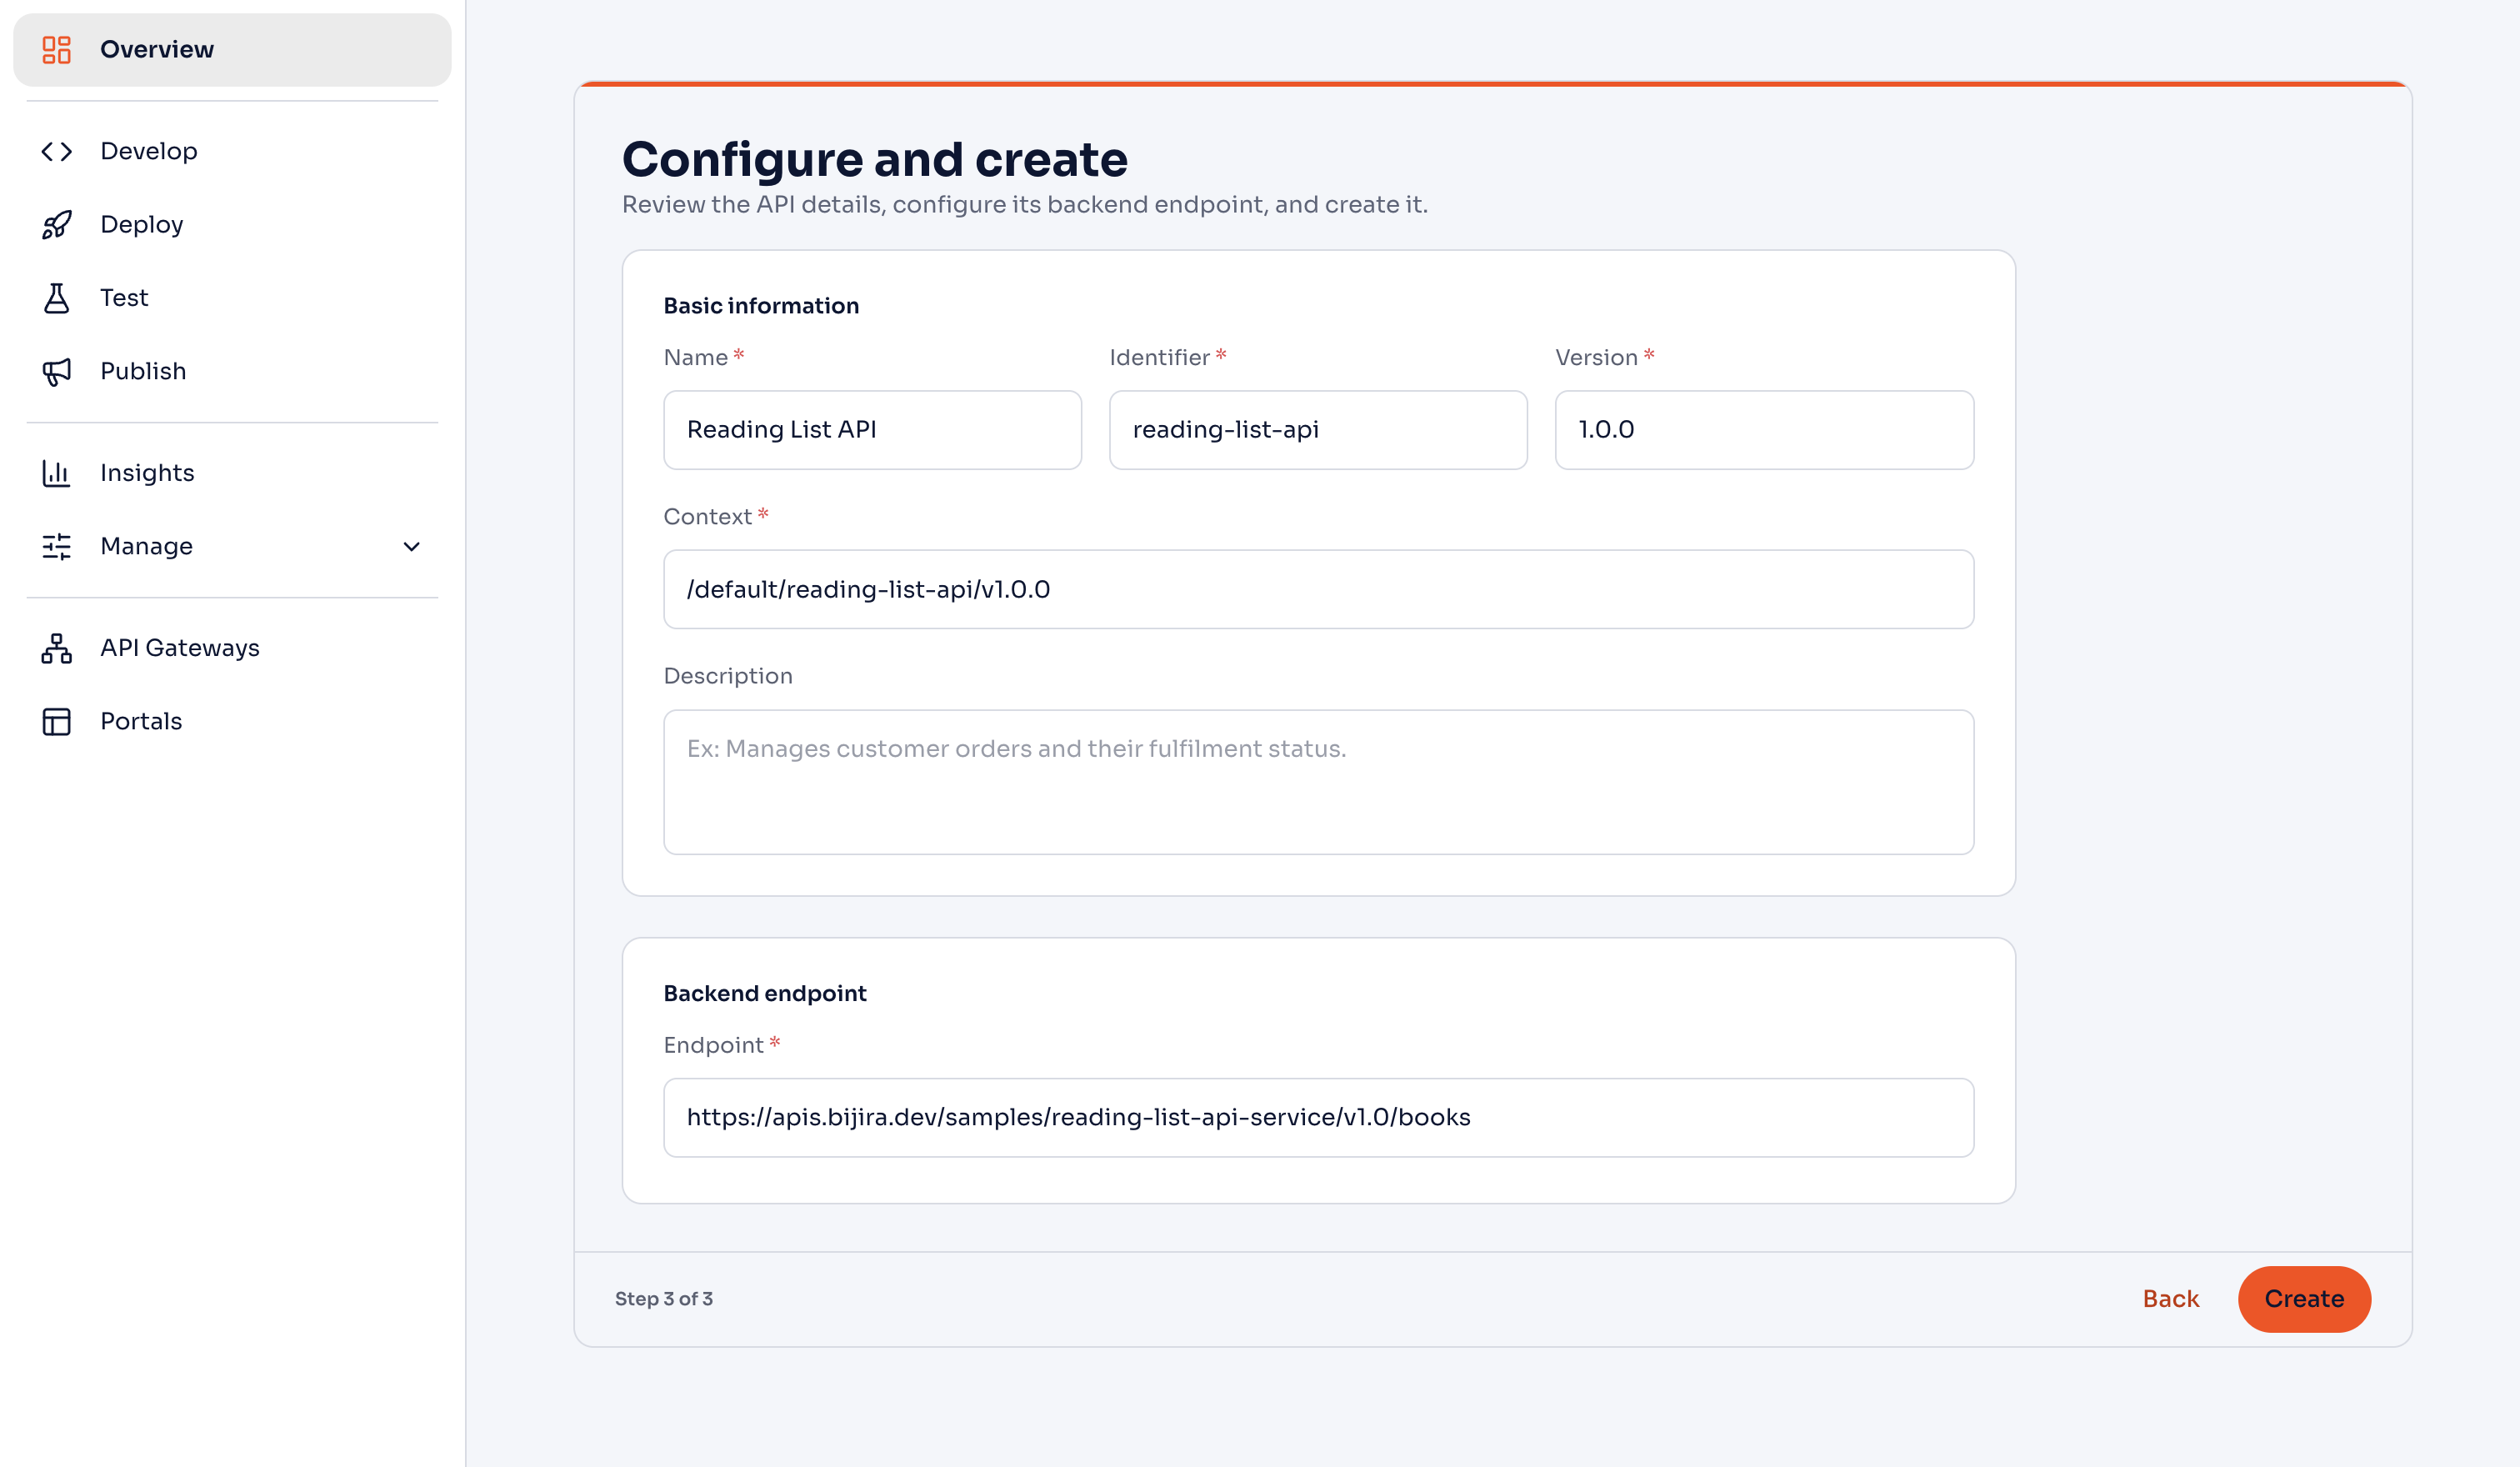 Overview
Develop
Deploy
Test
Publish
Insights
Manage
API Gateways
Portals
Configure and create
Review the API details, configure its backend endpoint, and create it.
Basic information
Name * Identifier * Version *
Reading List API reading-list-api 1.0.0
Context *
/default/reading-list-api/v1.0.0
Description
Ex: Manages customer orders and their fulfilment status.
Backend endpoint
Endpoint *
https://apis.bijira.dev/samples/reading-list-api-service/v1.0/books
Step 3 of 3 Back Create